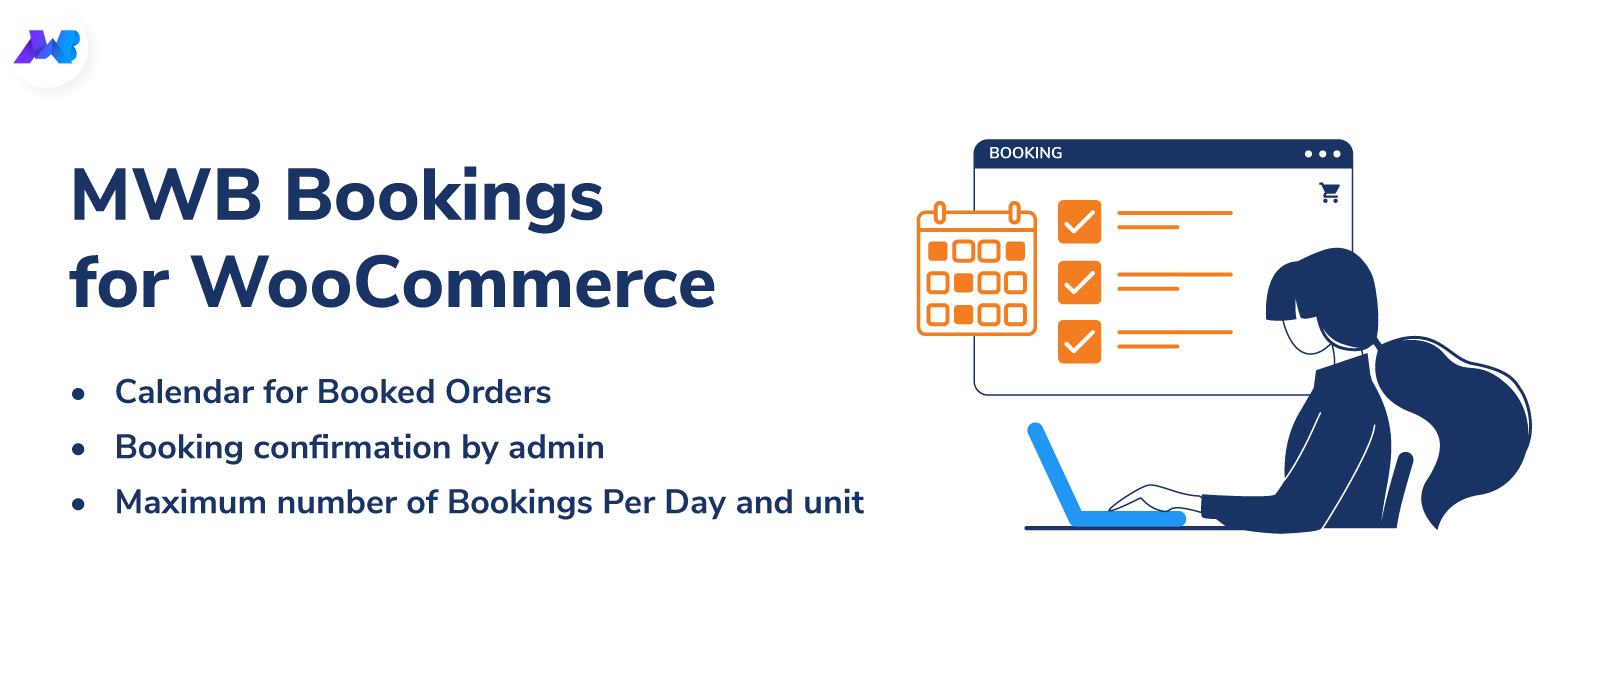 MWB
BOOKING
MWB Bookings
for WooCommerce
• Calendar for Booked Orders
• Booking confirmation by admin
• Maximum number of Bookings Per Day and unit